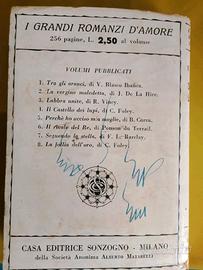 I GRANDI ROMANZI D'AMORE
256 pagine, L. 2,50 al volume
VOLUMI PUBBLICATI
1. Tra gli aranci, di V. Blasco Ibañez.
2. La vergine maledetta, di J. De La Hire.
3. Labbra unite, di R. Vincy.
4. Il Castello dei lupi, di C. Foley.
5. Perchè ho ucciso mia moglie, di B. Corra.
6. Il rivale del Re, di Ponson du Terrail.
7. Seguendo la stella, di F. L. Barclay.
8. La follia dell'oro, di C. Foley.
CASA EDITRICE SONZOGNO - MILANO
della Società Anonima ALBERTO MATARELLI